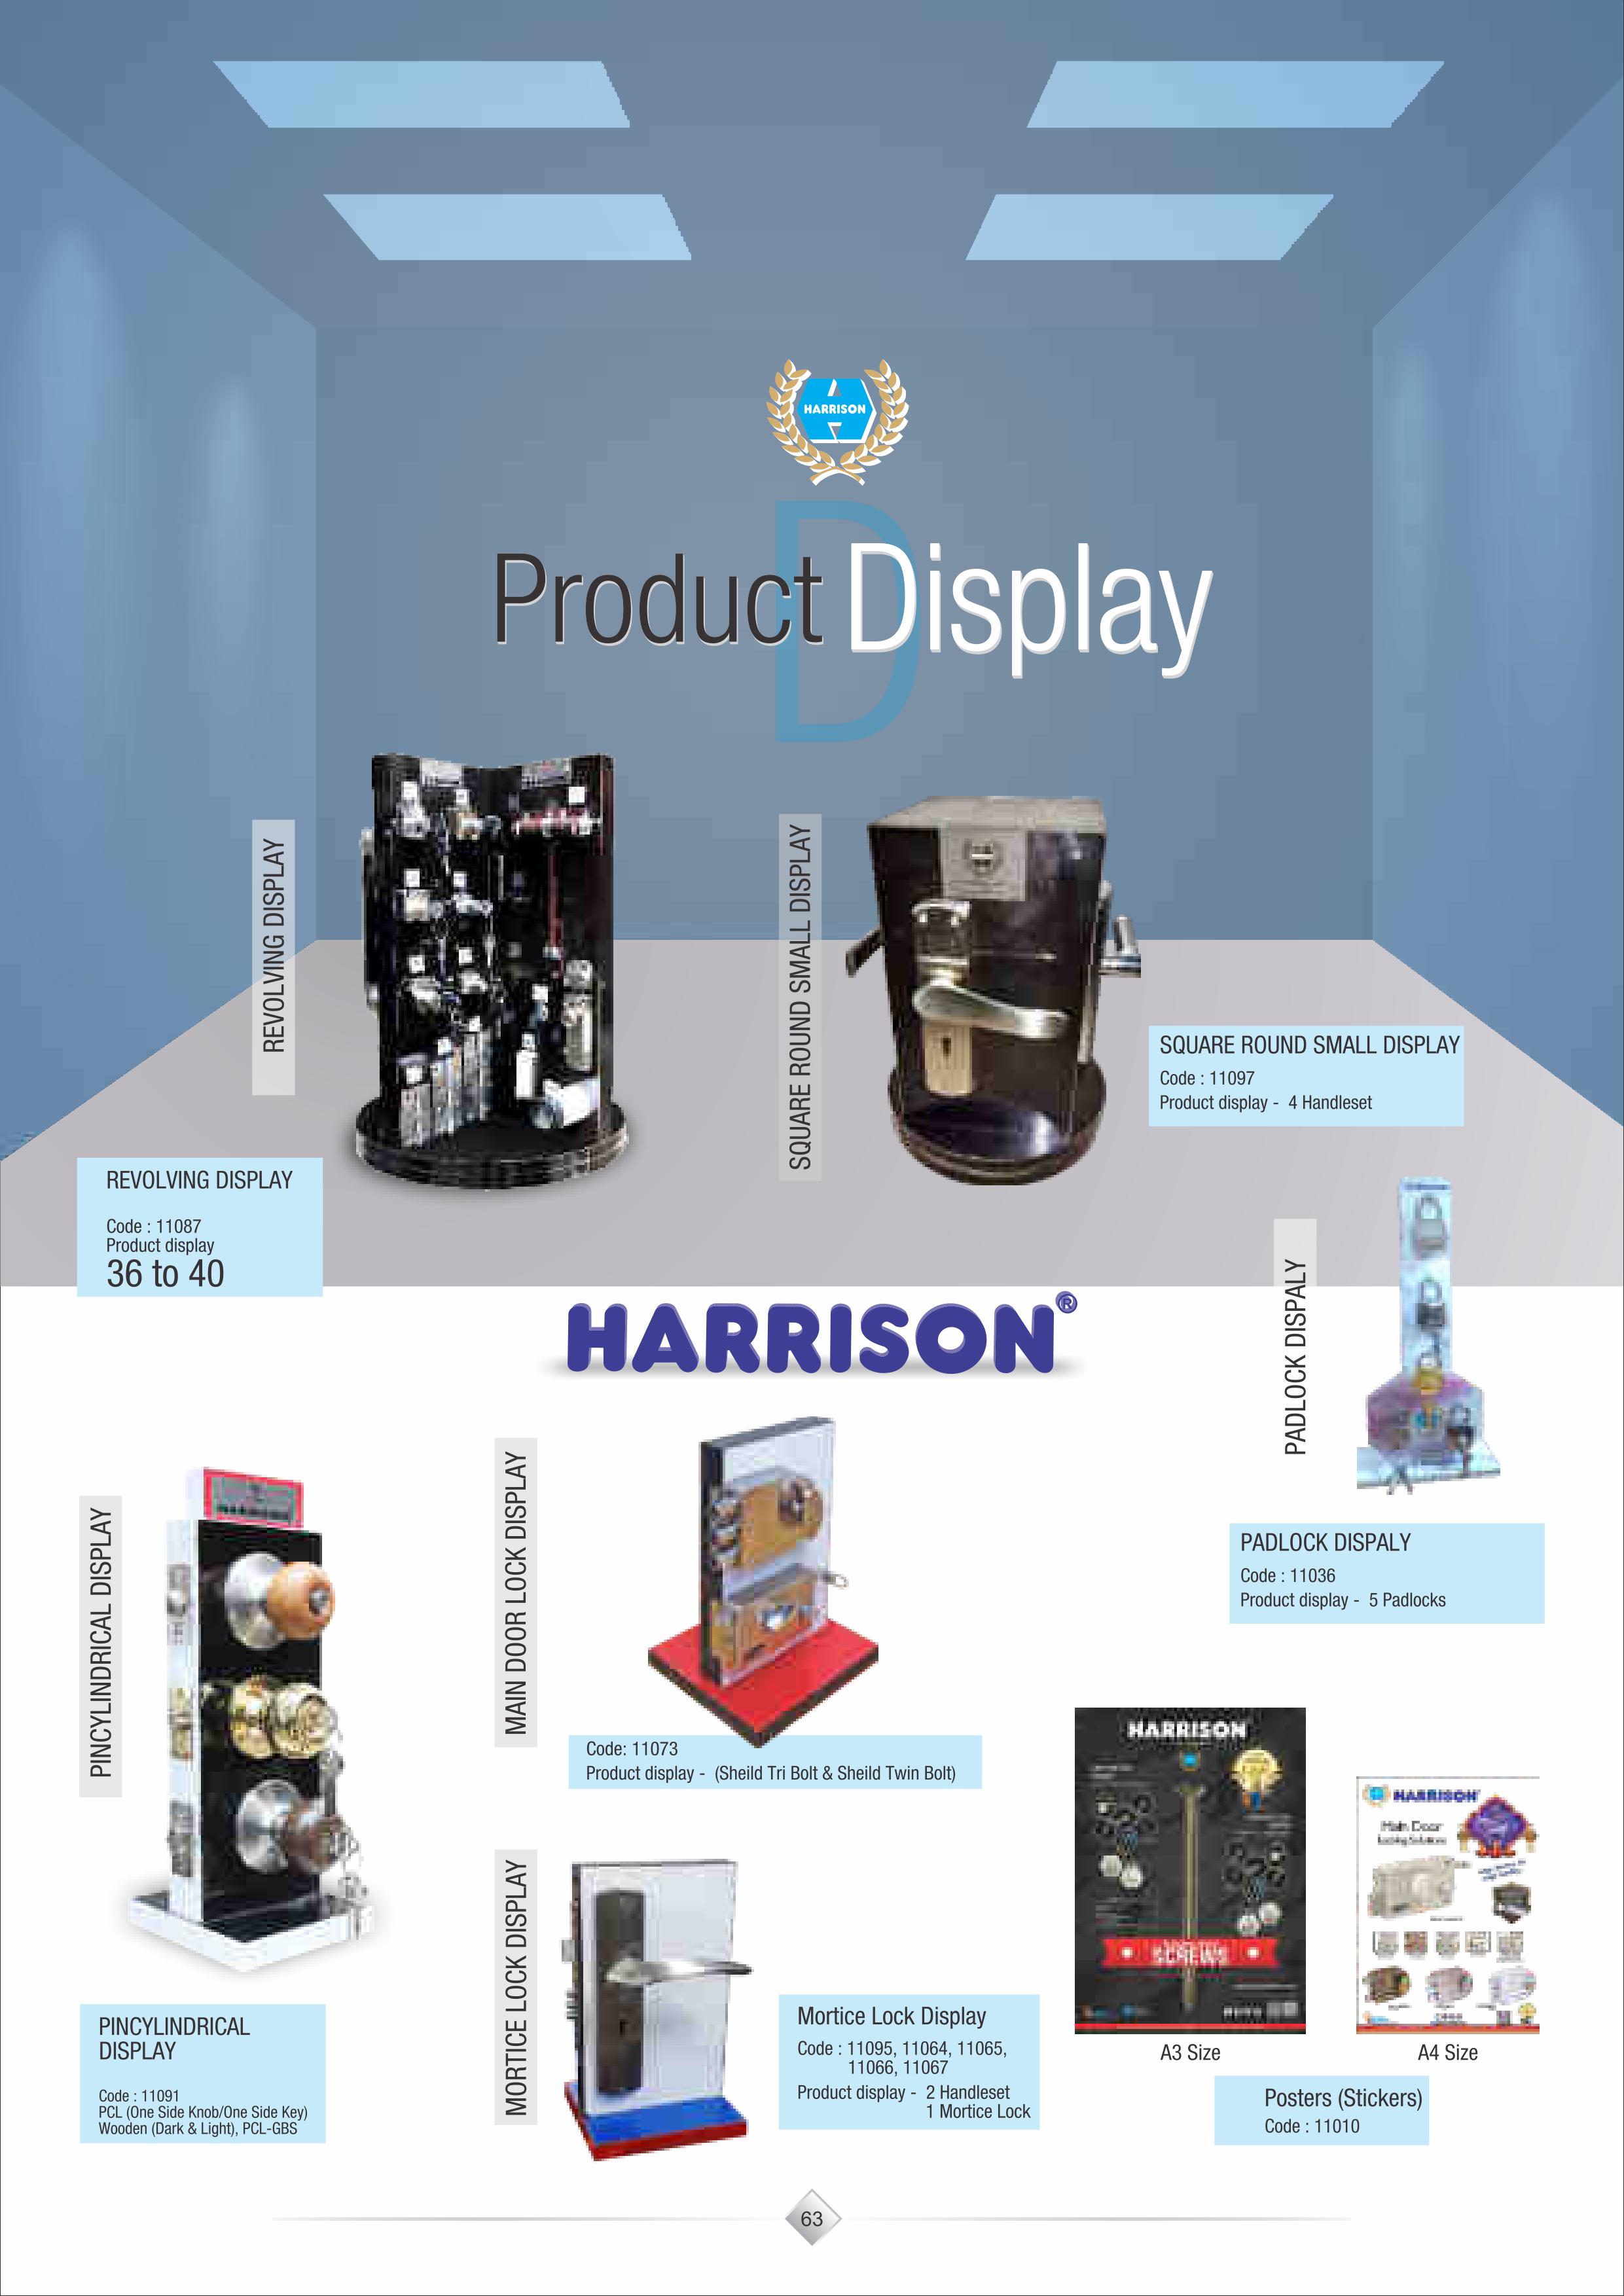 HARRISON
Product Display
REVOLVING DISPLAY
SQUARE ROUND SMALL DISPLAY
SQUARE ROUND SMALL DISPLAY
Code : 11097
Product display - 4 Handleset
REVOLVING DISPLAY
Code : 11087
Product display
36 to 40
HARRISON®
PADLOCK DISPALY
PADLOCK DISPALY
Code : 11036
Product display - 5 Padlocks
PINCYLINDRICAL DISPLAY
MAIN DOOR LOCK DISPLAY
Code: 11073
Product display - (Sheild Tri Bolt & Sheild Twin Bolt)
MORTICE LOCK DISPLAY
Mortice Lock Display
Code : 11095, 11064, 11065,
11066, 11067
Product display - 2 Handleset
1 Mortice Lock
PINCYLINDRICAL
DISPLAY
Code : 11091
PCL (One Side Knob/One Side Key)
Wooden (Dark & Light), PCL-GBS
HARRISON
SCREWS
A3 Size
HARRISON
Main Door
Locking Solutions
A4 Size
Posters (Stickers)
Code : 11010
63